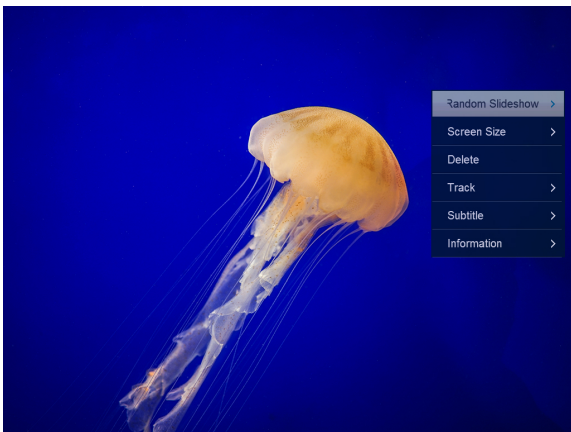 Random Slideshow
Screen Size
Delete
Track
Subtitle
Information